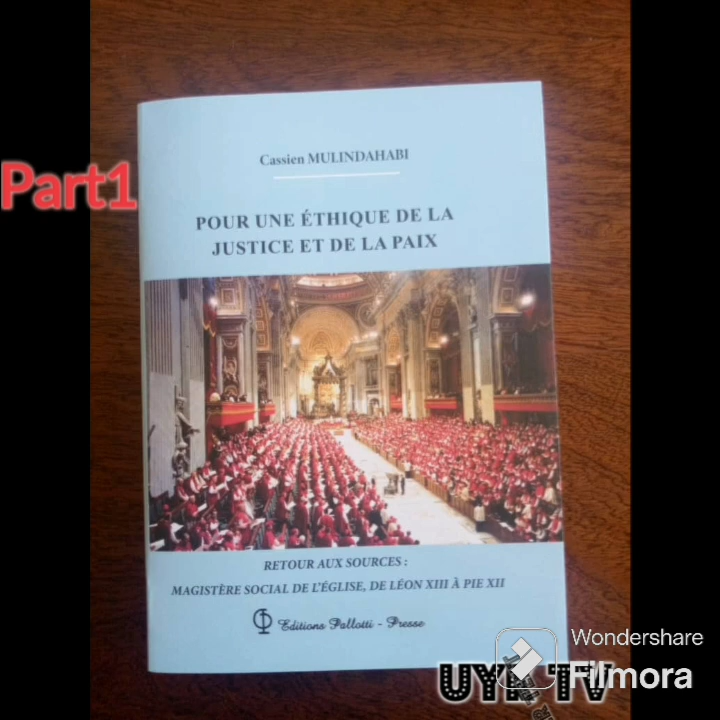 Part1
Cassien MULINDAHABI
POUR UNE ÉTHIQUE DE LA
JUSTICE ET DE LA PAIX
RETOUR AUX SOURCES :
MAGISTÈRE SOCIAL DE L'ÉGLISE, DE LÉON XIII À PIE XII
Editions Pallotti - Presse
Wondershare
Filmora
TV